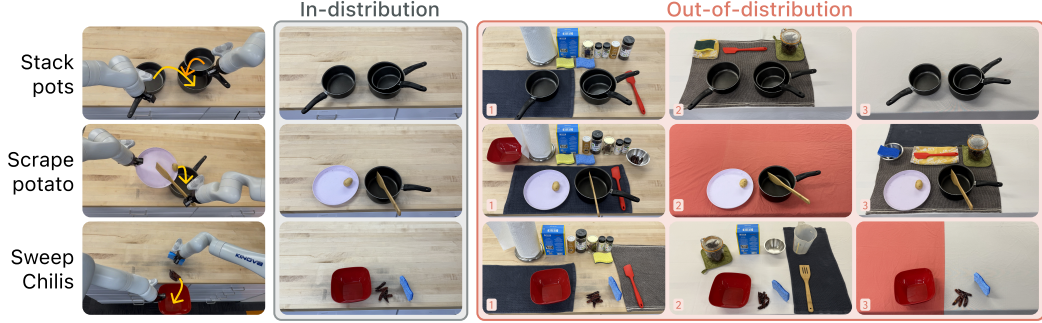 In-distribution
Out-of-distribution
Stack
pots
1
2
3
Scrape
potato
1
2
3
Sweep
Chilis
KINOVA
1
2
3